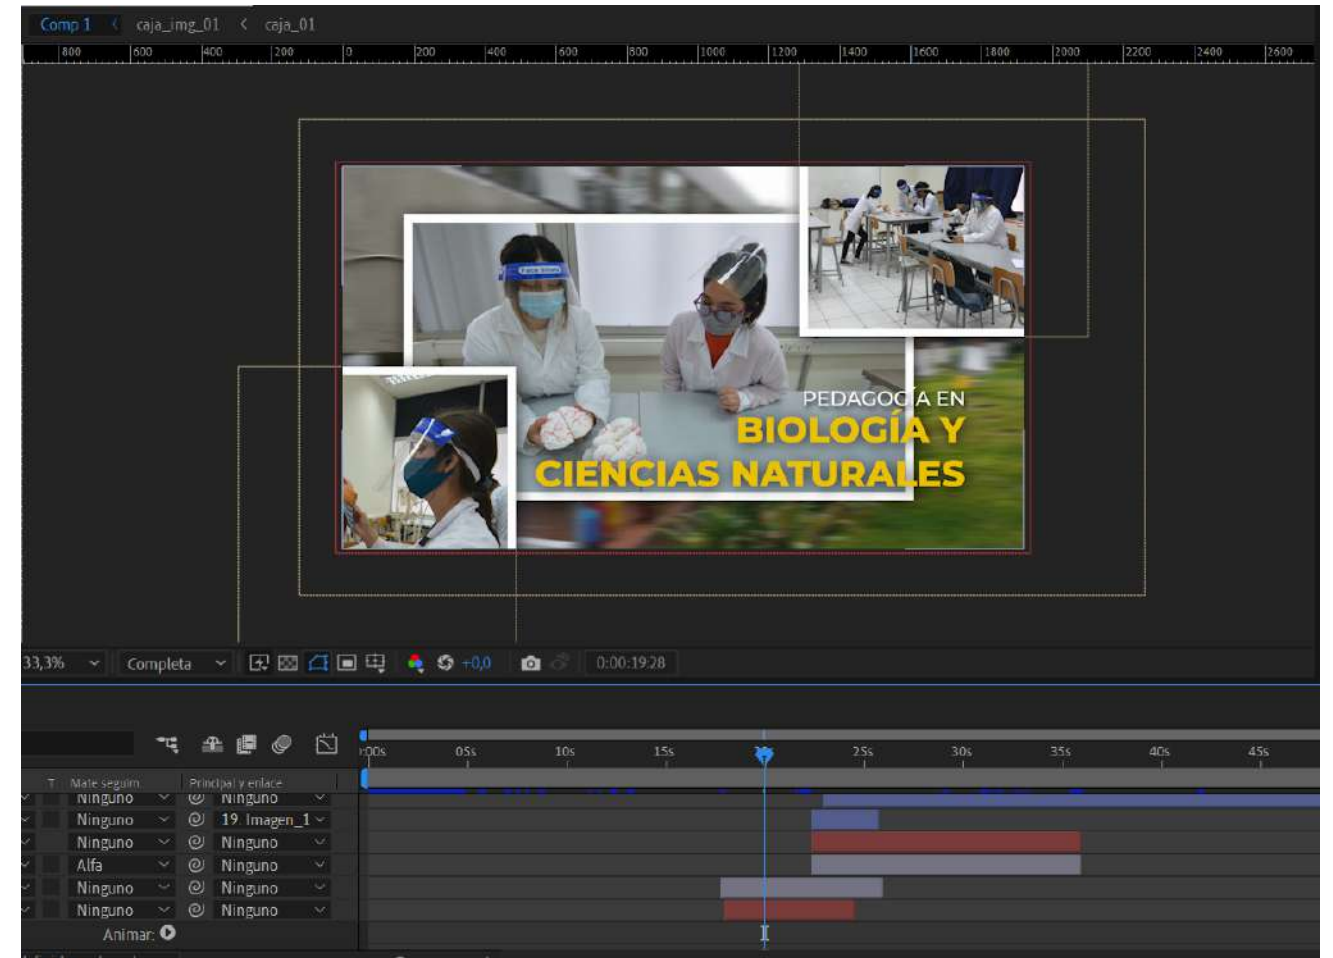 Comp 1 < caja_img_01 < caja_01
800 600 400 200 0 200 400 600 800 1000 1200 1400 1600 1800 2000 2200 2400 2600
PEDAGOGÍA EN
BIOLOGÍA Y
CIENCIAS NATURALES
33,3% Completa +0,0 0:00:19:28
:00s 05s 10s 15s 20s 25s 30s 35s 40s 45s
T Mate seguim. Principal y enlace
Ninguno Ninguno
Ninguno 19. Imagen_1
Ninguno Ninguno
Alfa Ninguno
Ninguno Ninguno
Ninguno Ninguno
Animar: